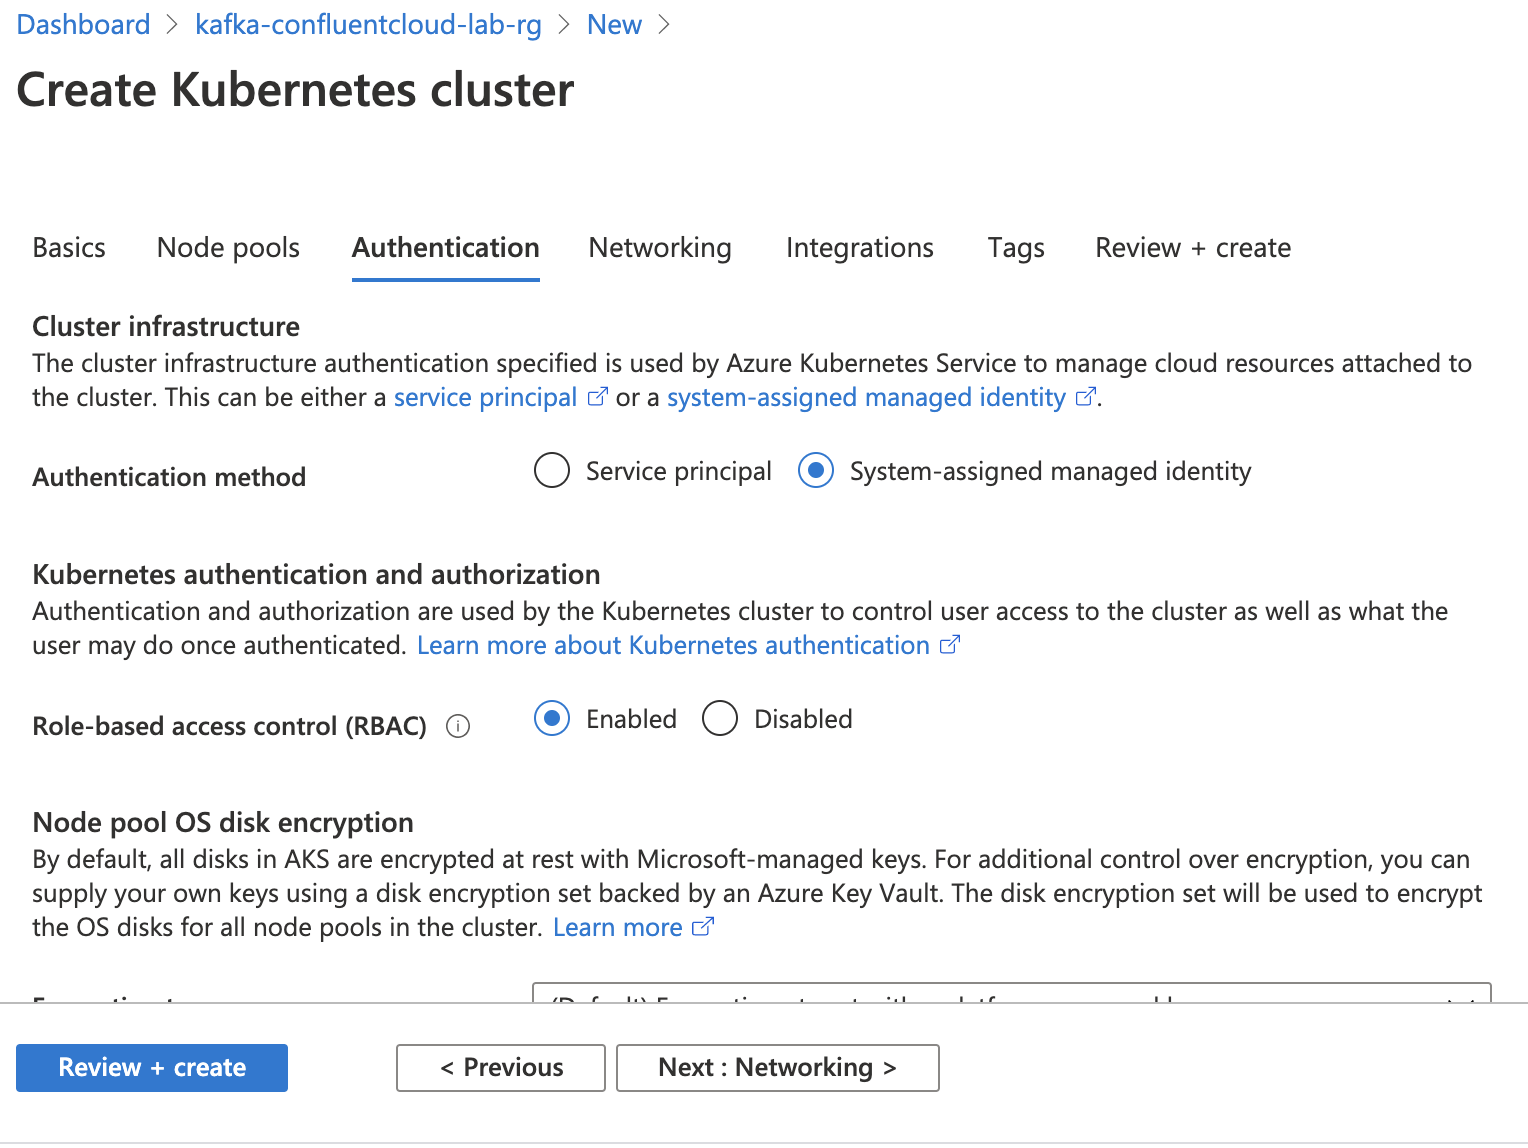 Dashboard > kafka-confluentcloud-lab-rg > New >
Create Kubernetes cluster
Basics Node pools Authentication Networking Integrations Tags Review + create
Cluster infrastructure
The cluster infrastructure authentication specified is used by Azure Kubernetes Service to manage cloud resources attached to
the cluster. This can be either a service principal or a system-assigned managed identity.
Authentication method Service principal System-assigned managed identity
Kubernetes authentication and authorization
Authentication and authorization are used by the Kubernetes cluster to control user access to the cluster as well as what the
user may do once authenticated. Learn more about Kubernetes authentication
Role-based access control (RBAC) Enabled Disabled
Node pool OS disk encryption
By default, all disks in AKS are encrypted at rest with Microsoft-managed keys. For additional control over encryption, you can
supply your own keys using a disk encryption set backed by an Azure Key Vault. The disk encryption set will be used to encrypt
the OS disks for all node pools in the cluster. Learn more
Review + create < Previous Next : Networking >